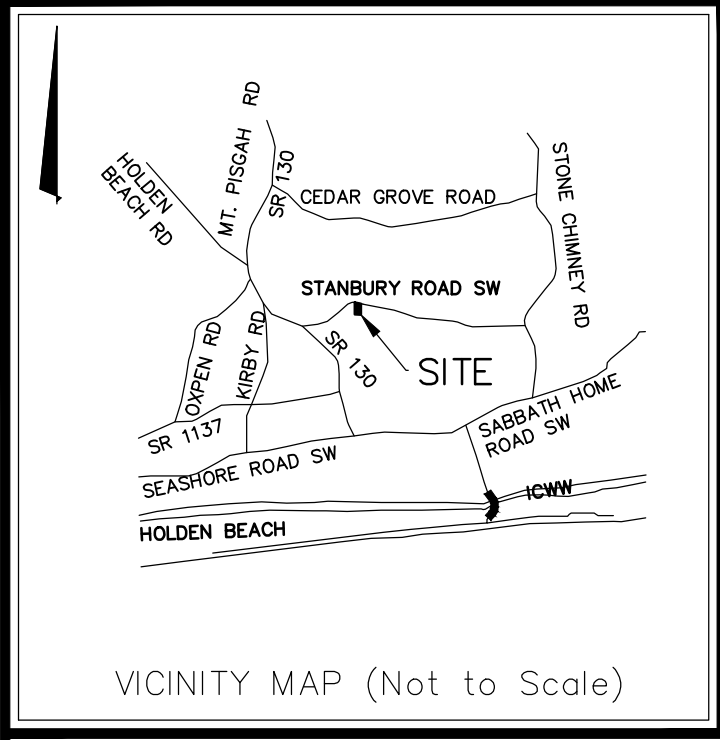 MT. PISGAH RD
HOLDEN
BEACH RD
SR 130
CEDAR GROVE ROAD
STONE CHIMNEY RD
STANBURY ROAD SW
OXPEN RD
KIRBY RD
SR 130
SITE
SABBATH HOME
ROAD SW
SR 1137
SEASHORE ROAD SW
ICWW
HOLDEN BEACH
VICINITY MAP (Not to Scale)